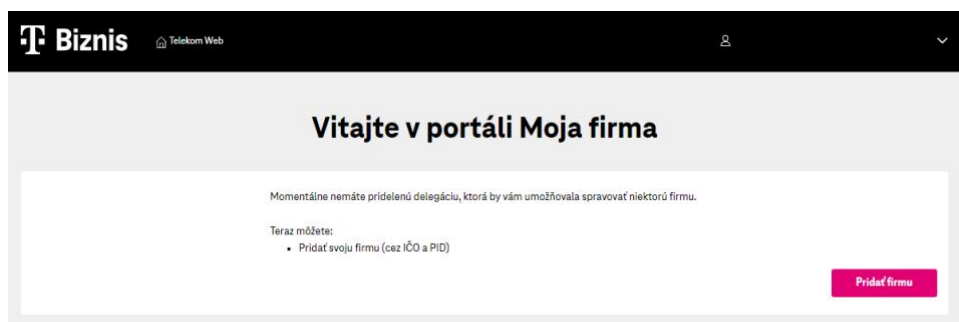 T Biznis Telekom Web
Vitajte v portáli Moja firma
Momentálne nemáte pridelenú delegáciu, ktorá by vám umožňovala spravovať niektorú firmu.
Teraz môžete:
• Pridať svoju firmu (cez IČO a PID)
Pridať firmu